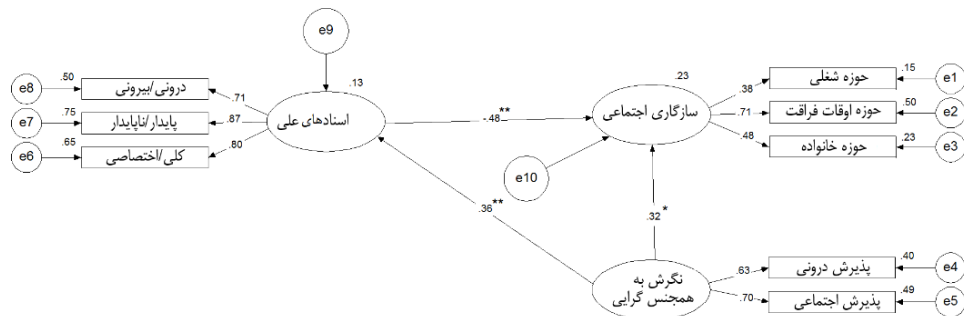 e9
e8
.50
درونی/بیرونی
.71
e7
.75
پایدار/ناپایدار
.87
e6
.65
کلی/اختصاصی
.80
.13
اسنادهای علی
-.48**
.23
سازگاری اجتماعی
.38
حوزه شغلی
.15
e1
.71
حوزه اوقات فراقت
.50
e2
.48
حوزه خانواده
.23
e3
e10
.36**
.32*
نگرش به
همجنس گرایی
.63
پذیرش درونی
.40
e4
.70
پذیرش اجتماعی
.49
e5